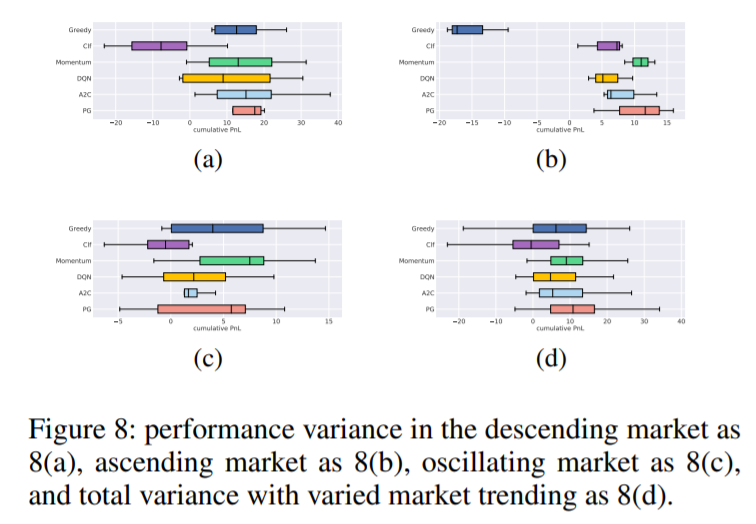 Greedy
Clf
Momentum
DQN
A2C
PG
−20 −10 0 10 20 30 40
cumulative PnL
(a)
Greedy
Clf
Momentum
DQN
A2C
PG
−20 −15 −10 −5 0 5 10 15
cumulative PnL
(b)
Greedy
Clf
Momentum
DQN
A2C
PG
−5 0 5 10 15
cumulative PnL
(c)
Greedy
Clf
Momentum
DQN
A2C
PG
−20 −10 0 10 20 30 40
cumulative PnL
(d)
Figure 8: performance variance in the descending market as
8(a), ascending market as 8(b), oscillating market as 8(c),
and total variance with varied market trending as 8(d).